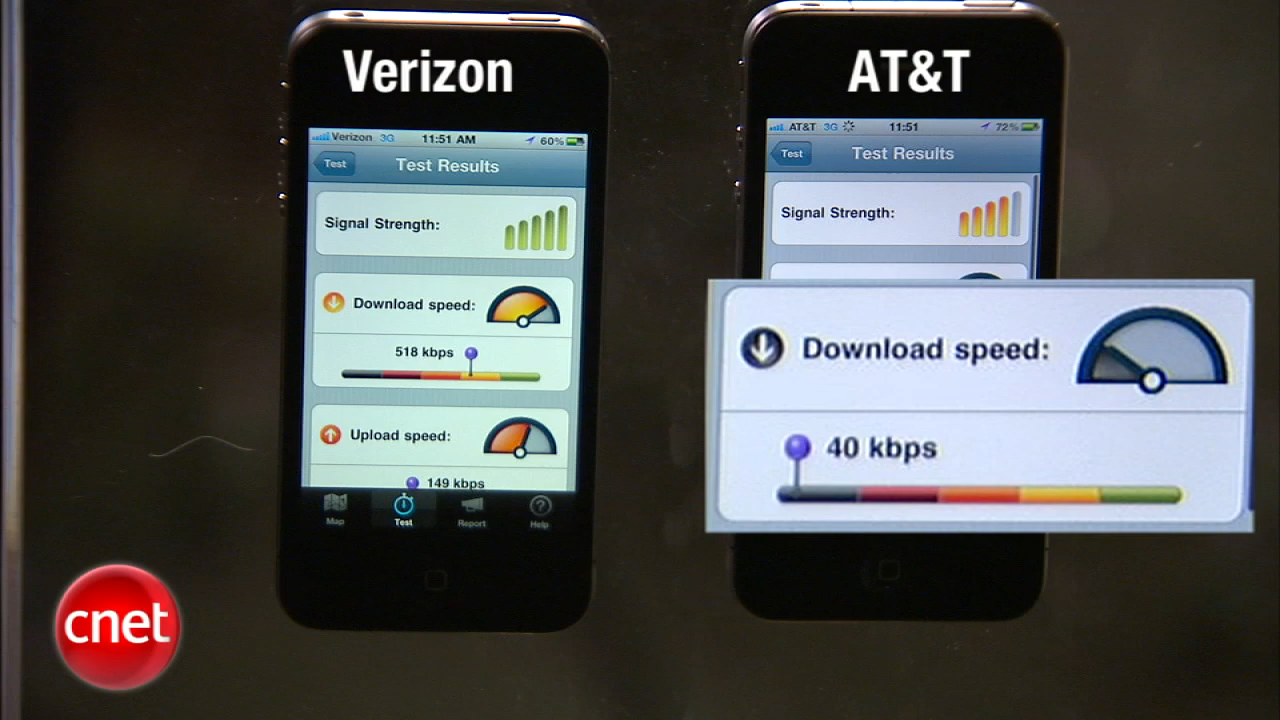 Verizon
Verizon 3G 11:51 AM 60%
Test
Test Results
Signal Strength:
Download speed:
518 kbps
Upload speed:
149 kbps
Map Test Report Help
AT&T
AT&T 3G 11:51 72%
Test
Test Results
Signal Strength:
Download speed:
40 kbps
cnet